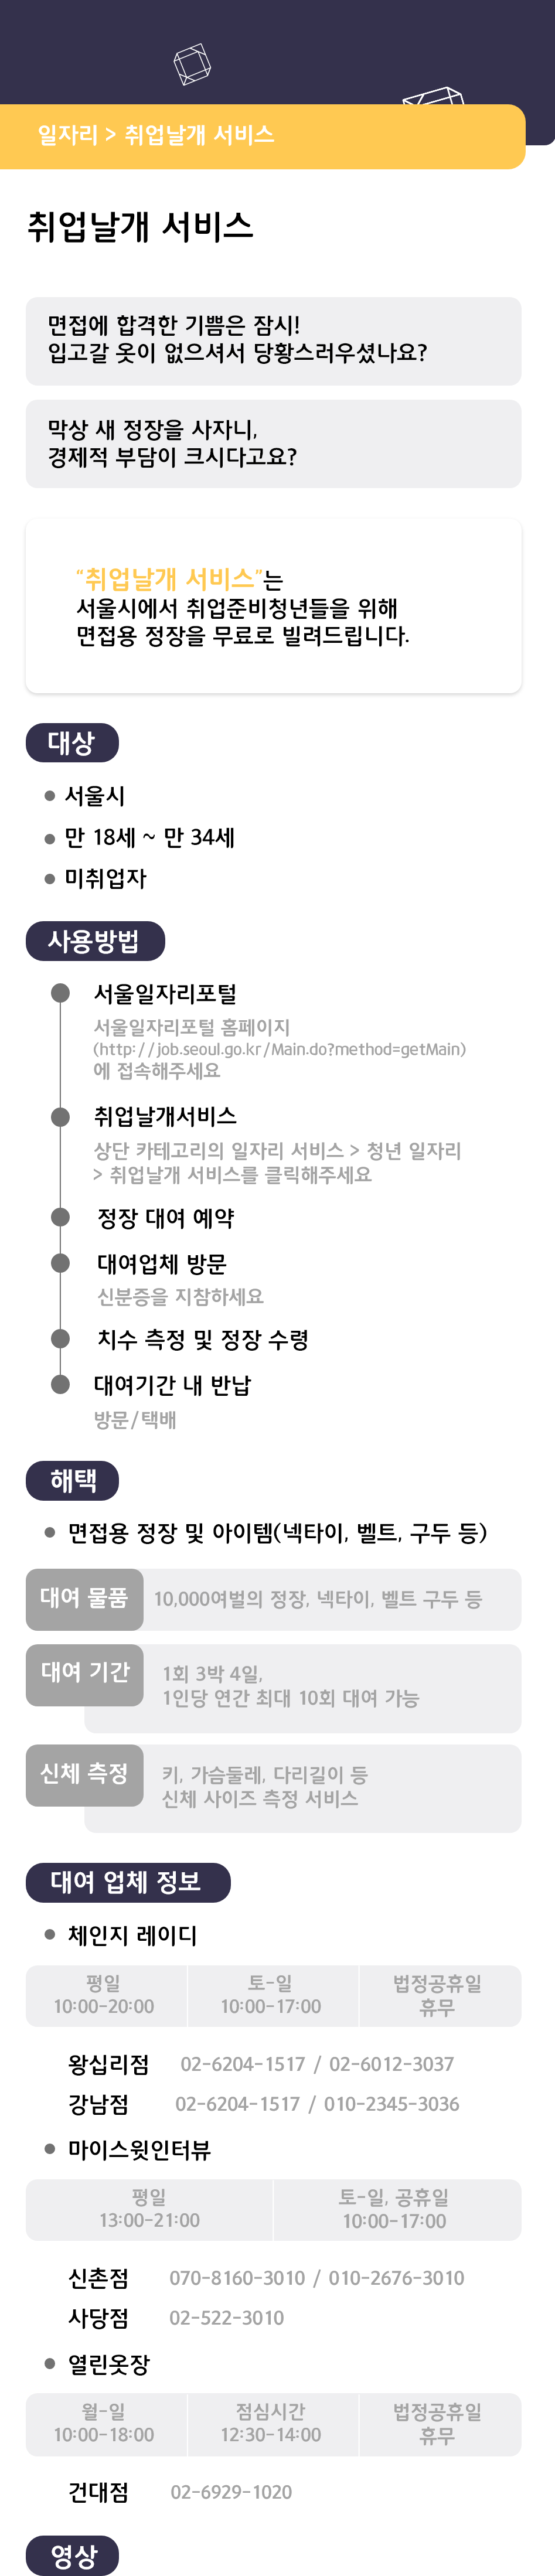 일자리 > 취업날개 서비스
취업날개 서비스
면접에 합격한 기쁨은 잠시!
입고갈 옷이 없으셔서 당황스러우셨나요?
막상 새 정장을 사자니,
경제적 부담이 크시다고요?
“취업날개 서비스”는
서울시에서 취업준비청년들을 위해
면접용 정장을 무료로 빌려드립니다.
대상
서울시
만 18세 ~ 만 34세
미취업자
사용방법
서울일자리포털
서울일자리포털 홈페이지
(http://job.seoul.go.kr/Main.do?method=getMain)
에 접속해주세요
취업날개서비스
상단 카테고리의 일자리 서비스 > 청년 일자리
> 취업날개 서비스를 클릭해주세요
정장 대여 예약
대여업체 방문
신분증을 지참하세요
치수 측정 및 정장 수령
대여기간 내 반납
방문/택배
해택
면접용 정장 및 아이템(넥타이, 벨트, 구두 등)
대여 물품 10,000여벌의 정장, 넥타이, 벨트 구두 등
대여 기간 1회 3박 4일,
1인당 연간 최대 10회 대여 가능
신체 측정 키, 가슴둘레, 다리길이 등
신체 사이즈 측정 서비스
대여 업체 정보
체인지 레이디
평일 토-일 법정공휴일
10:00-20:00 10:00-17:00 휴무
왕십리점 02-6204-1517 / 02-6012-3037
강남점 02-6204-1517 / 010-2345-3036
마이스윗인터뷰
평일 토-일, 공휴일
13:00-21:00 10:00-17:00
신촌점 070-8160-3010 / 010-2676-3010
사당점 02-522-3010
열린옷장
월-일 점심시간 법정공휴일
10:00-18:00 12:30-14:00 휴무
건대점 02-6929-1020
영상